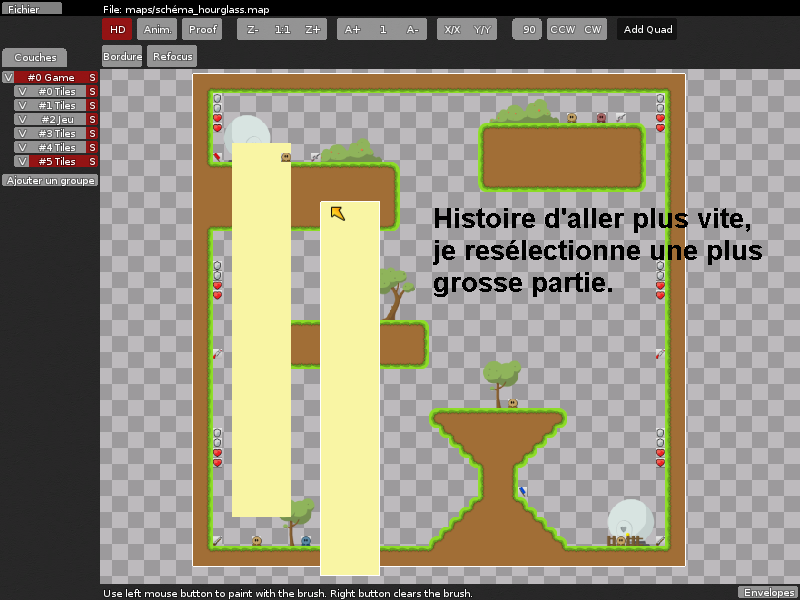 Fichier
File: maps/schéma_hourglass.map
HD Anim. Proof Z- 1:1 Z+ A+ 1 A- X/X Y/Y 90 CCW CW Add Quad
Couches
Bordure Refocus
V #0 Game S
V #0 Tiles S
V #1 Tiles S
V #2 Jeu S
V #3 Tiles S
V #4 Tiles S
V #5 Tiles S
Ajouter un groupe
Histoire d'aller plus vite,
je resélectionne une plus
grosse partie.
Use left mouse button to paint with the brush. Right button clears the brush.
Envelopes